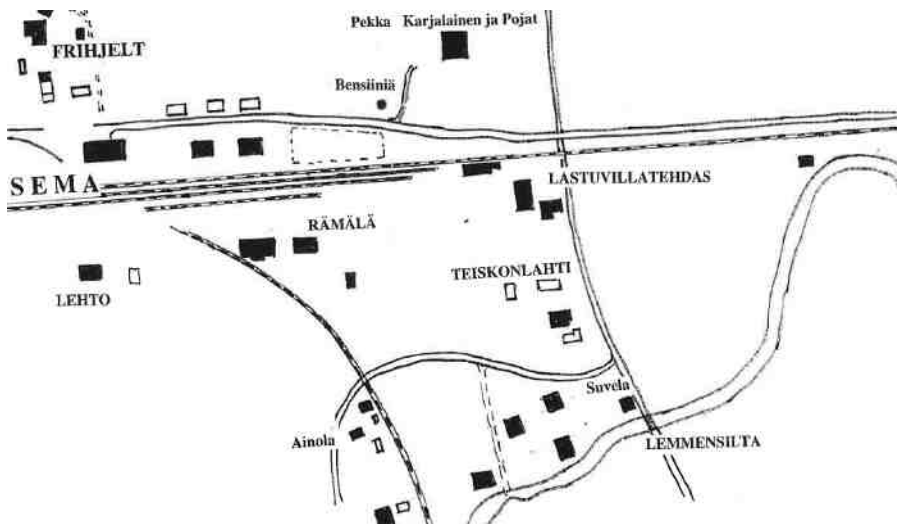 Pekka Karjalainen ja Pojat
FRIHJELT
Bensiiniä
SEMA
LASTUVILLATEHDAS
RÄMÄLÄ
TEISKONLAHTI
LEHTO
Suvela
Ainola
LEMMENSILTA